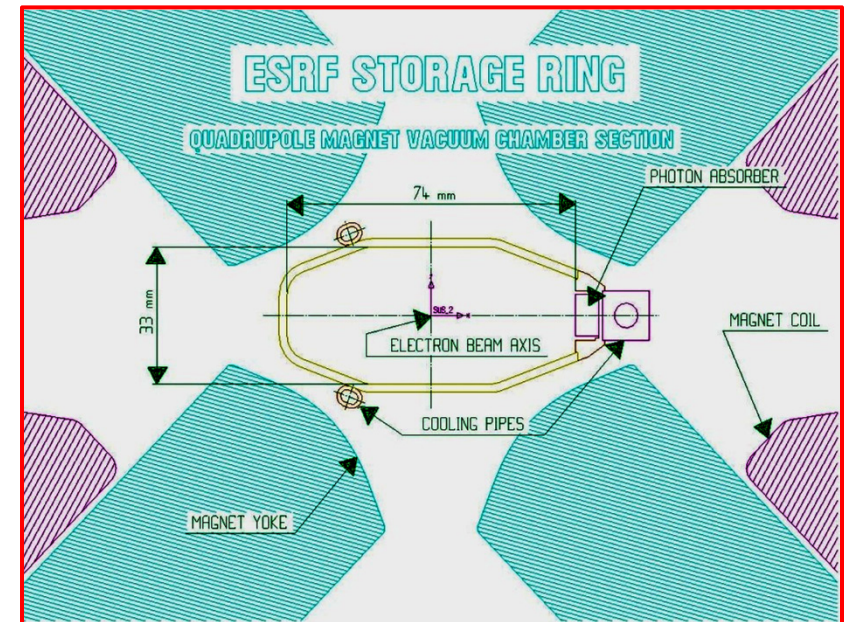 ESRF STORAGE RING
QUADRUPOLE MAGNET VACUUM CHAMBER SECTION
PHOTON ABSORBER
74 mm
33 mm
SUS_2
MAGNET COIL
ELECTRON BEAM AXIS
COOLING PIPES
MAGNET YOKE